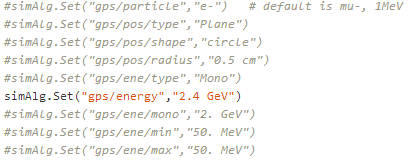 #simAlg.Set("gps/particle","e-")   # default is mu-, 1MeV
#simAlg.Set("gps/pos/type","Plane")
#simAlg.Set("gps/pos/shape","circle")
#simAlg.Set("gps/pos/radius","0.5 cm")
#simAlg.Set("gps/ene/type","Mono")
simAlg.Set("gps/energy","2.4 GeV")
#simAlg.Set("gps/ene/mono","2. GeV")
#simAlg.Set("gps/ene/min","50. MeV")
#simAlg.Set("gps/ene/max","50. MeV")